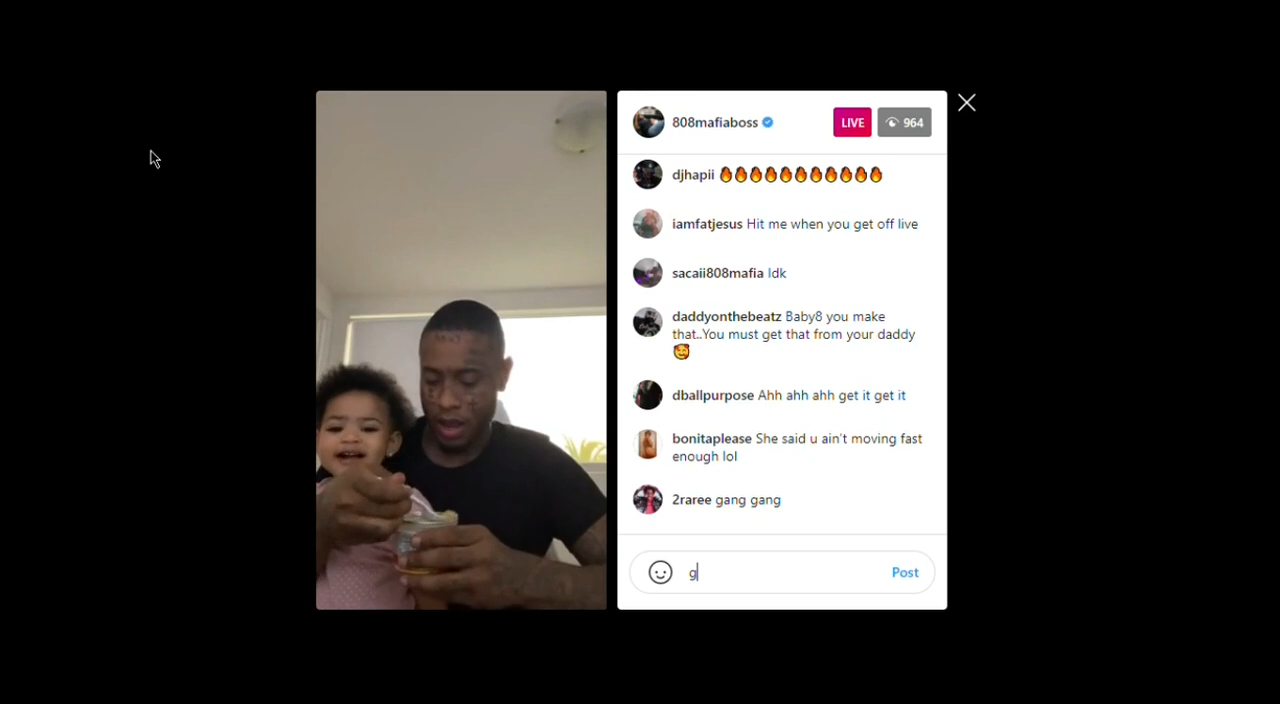 808mafiaboss
LIVE
964
djhapii 🔥🔥🔥🔥🔥🔥🔥🔥🔥🔥🔥
iamfatjesus Hit me when you get off live
sacaii808mafia Idk
daddyonthebeatz Baby8 you make
that..You must get that from your daddy
🥰
dballpurpose Ahh ahh ahh get it get it
bonitaplease She said u ain't moving fast
enough lol
2raree gang gang
g
Post